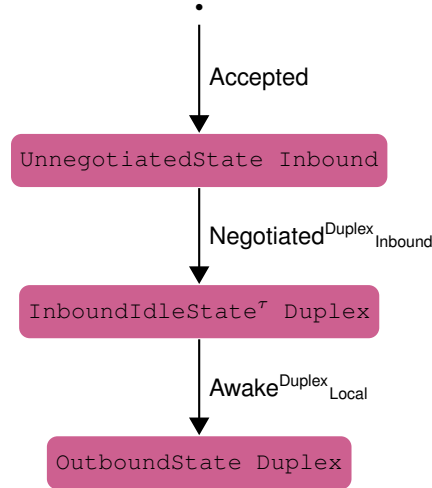 Accepted
UnnegotiatedState Inbound
Negotiated^Duplex_Inbound
InboundIdleState^τ Duplex
Awake^Duplex_Local
OutboundState Duplex